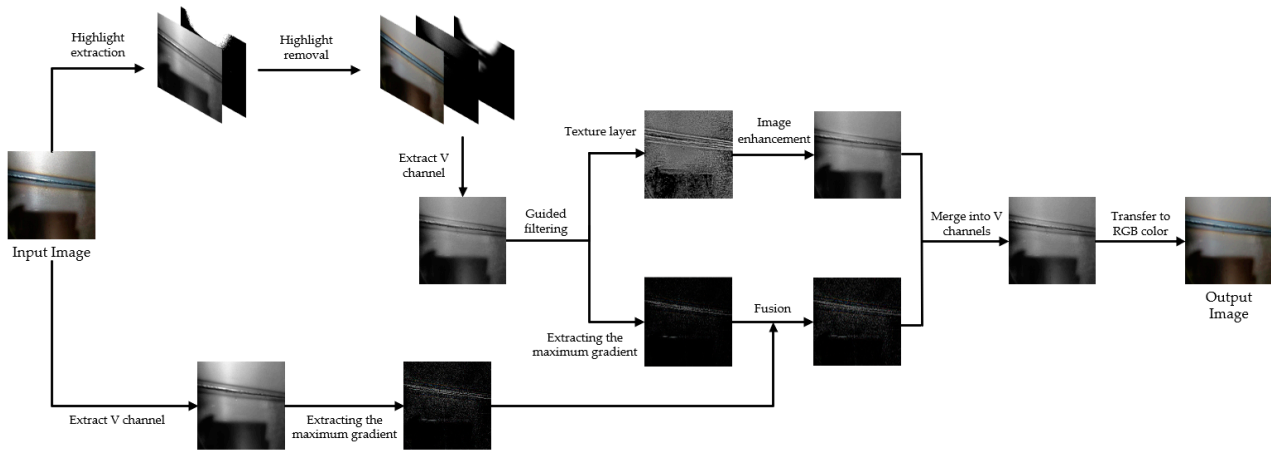 Highlight
extraction
Highlight
removal
Input Image
Extract V
channel
Guided
filtering
Texture layer
Image
enhancement
Extracting the
maximum gradient
Fusion
Merge into V
channels
Transfer to
RGB color
Output
Image
Extract V channel
Extracting the
maximum gradient